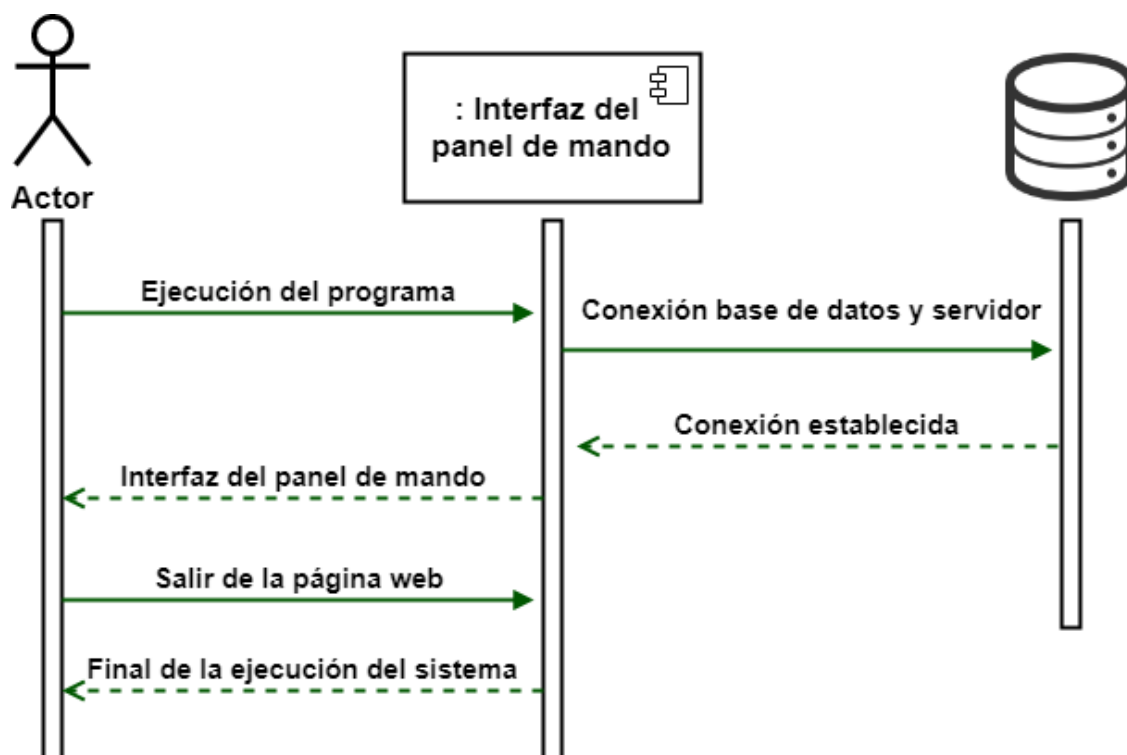 : Interfaz del
panel de mando
Actor
Ejecución del programa
Conexión base de datos y servidor
Conexión establecida
Interfaz del panel de mando
Salir de la página web
Final de la ejecución del sistema